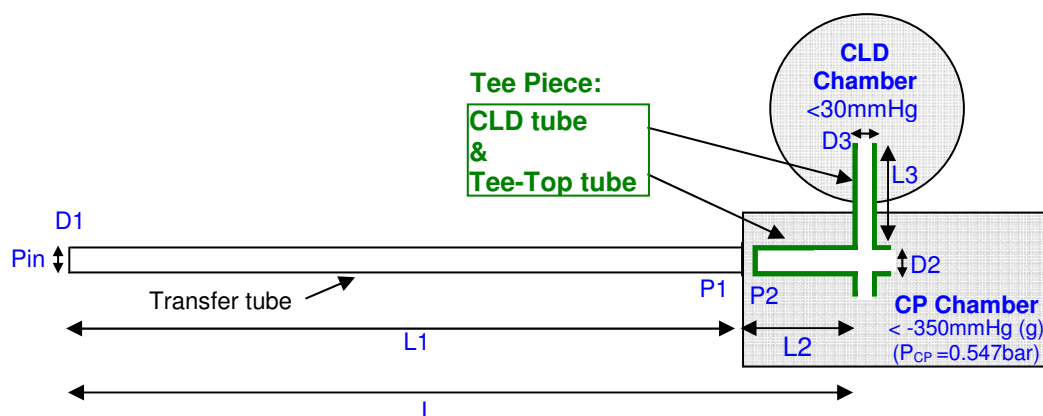 CLD
Chamber
<30mmHg
Tee Piece:
CLD tube
&
Tee-Top tube
D3
L3
D1
Pin
Transfer tube
P1
P2
D2
CP Chamber
< -350mmHg (g)
(PCP =0.547bar)
L1
L2
L